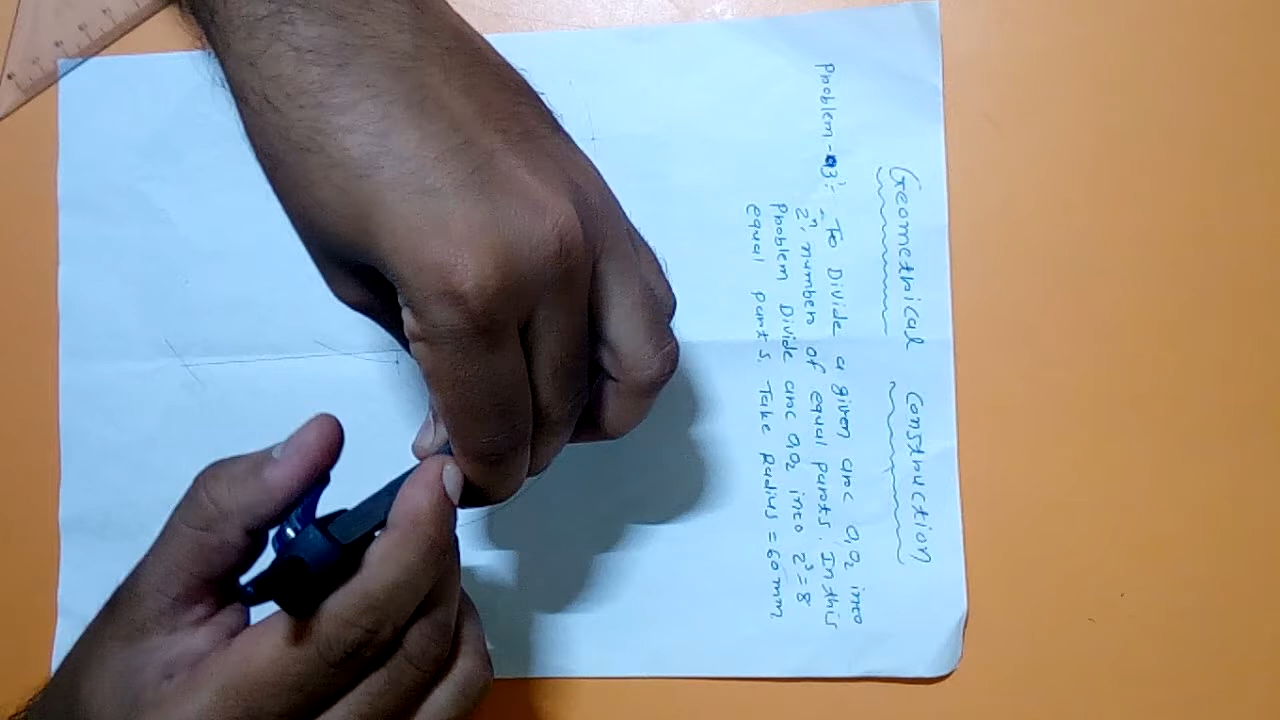 Geometrical Construction
Problem-03:- To Divide a given arc O1O2 into
2ⁿ, numbers of equal parts. In this
Problem Divide arc O1O2 into 2³=8
equal parts. Take Radius = 60mm